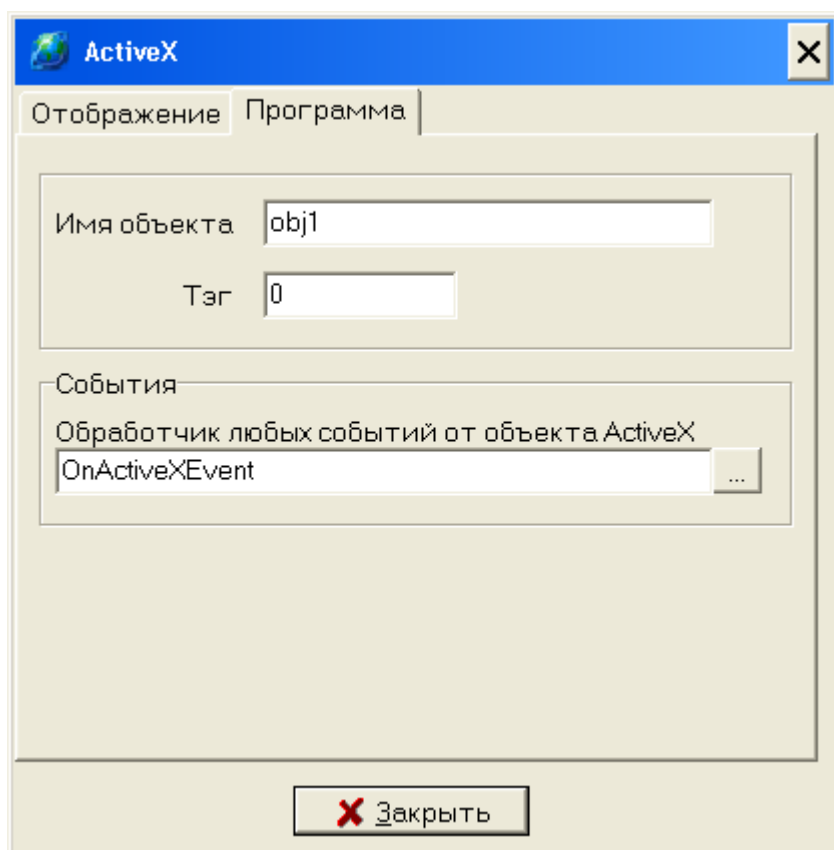 ActiveX
Отображение Программа
Имя объекта obj1
Тэг 0
События
Обработчик любых событий от объекта ActiveX
OnActiveXEvent ...
Закрыть